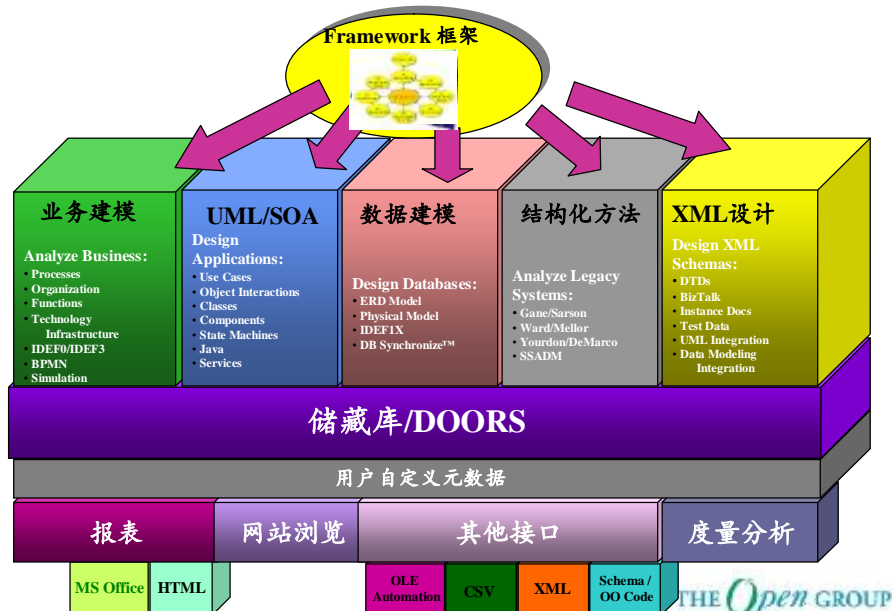 Framework 框架
业务建模
Analyze Business:
• Processes
• Organization
• Functions
• Technology
Infrastructure
• IDEF0/IDEF3
• BPMN
• Simulation
UML/SOA
Design
Applications:
• Use Cases
• Object Interactions
• Classes
• Components
• State Machines
• Java
• Services
数据建模
Design Databases:
• ERD Model
• Physical Model
• IDEF1X
• DB Synchronize™
结构化方法
Analyze Legacy
Systems:
• Gane/Sarson
• Ward/Mellor
• Yourdon/DeMarco
• SSADM
XML设计
Design XML
Schemas:
• DTDs
• BizTalk
• Instance Docs
• Test Data
• UML Integration
• Data Modeling
Integration
储藏库/DOORS
用户自定义元数据
报表
网站浏览
其他接口
度量分析
MS Office
HTML
OLE
Automation
CSV
XML
Schema /
OO Code
THE Open GROUP